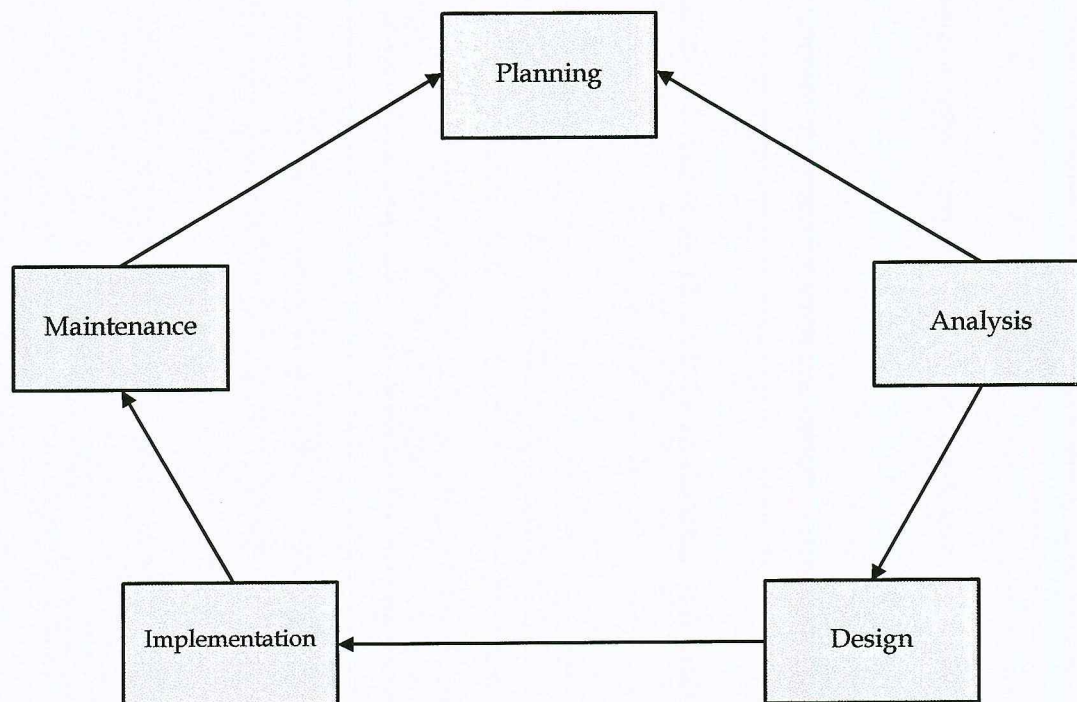 Planning
Maintenance
Analysis
Implementation
Design